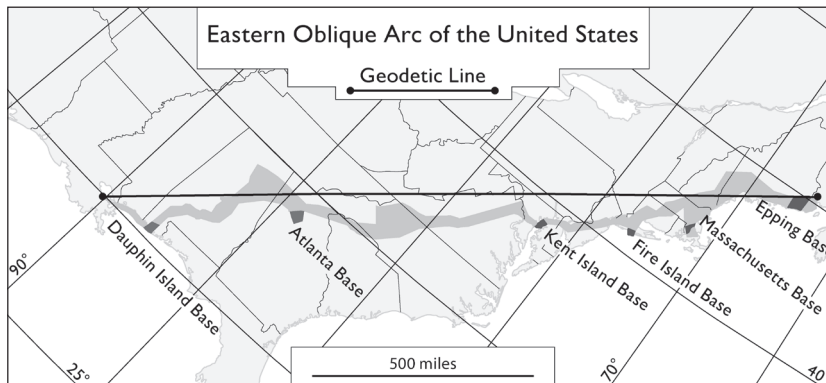 Eastern Oblique Arc of the United States
Geodetic Line
Dauphin Island Base
Atlanta Base
Kent Island Base
Fire Island Base
Massachusetts Base
Epping Bas
90°
25°
70°
40
500 miles